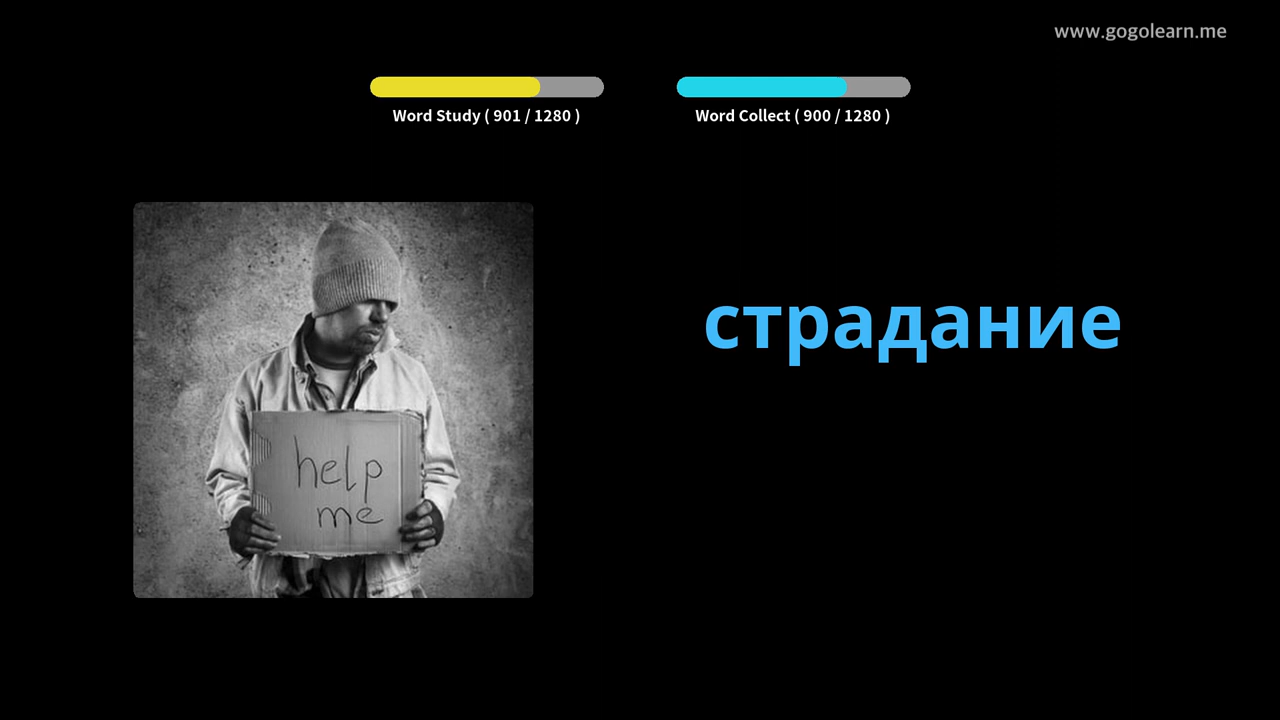 www.gogolearn.me
Word Study ( 901 / 1280 )
Word Collect ( 900 / 1280 )
страдание
help
me